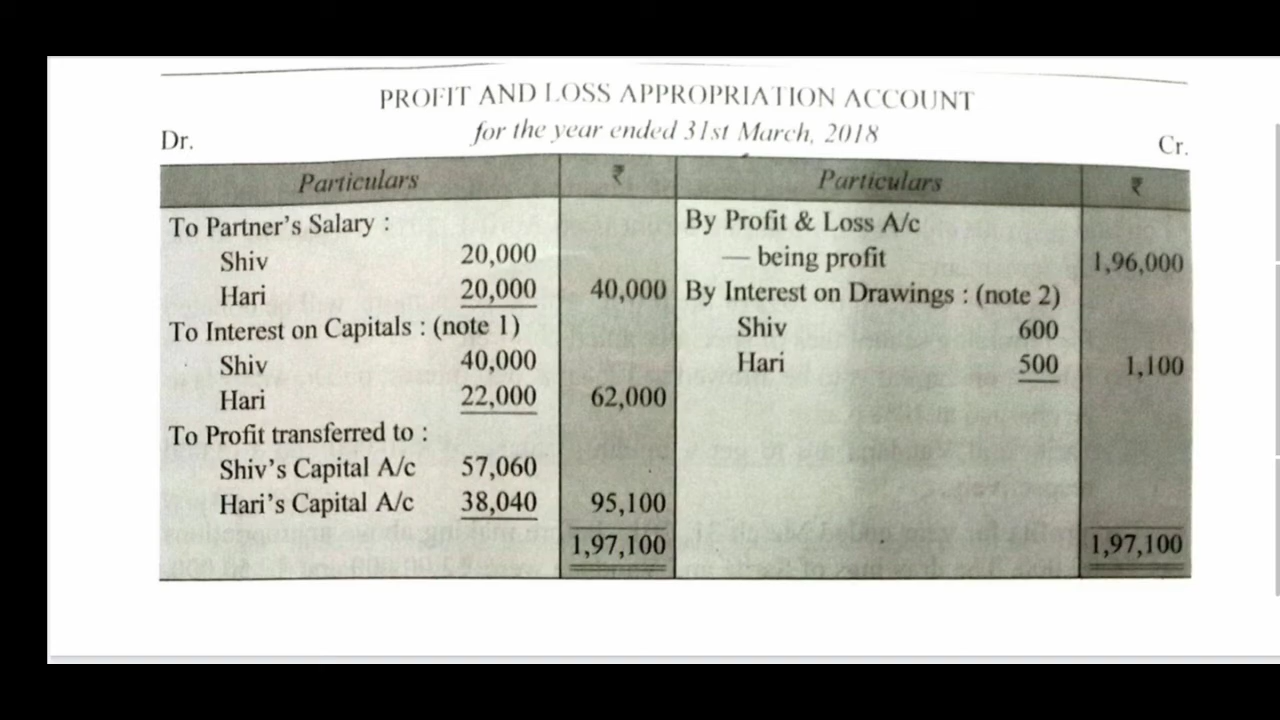 PROFIT AND LOSS APPROPRIATION ACCOUNT
for the year ended 31st March, 2018
Dr. Cr.
Particulars ₹ Particulars ₹
To Partner's Salary : By Profit & Loss A/c
Shiv 20,000 — being profit 1,96,000
Hari 20,000 40,000 By Interest on Drawings : (note 2)
To Interest on Capitals : (note 1) Shiv 600
Shiv 40,000 Hari 500 1,100
Hari 22,000 62,000
To Profit transferred to :
Shiv's Capital A/c 57,060
Hari's Capital A/c 38,040 95,100
1,97,100 1,97,100